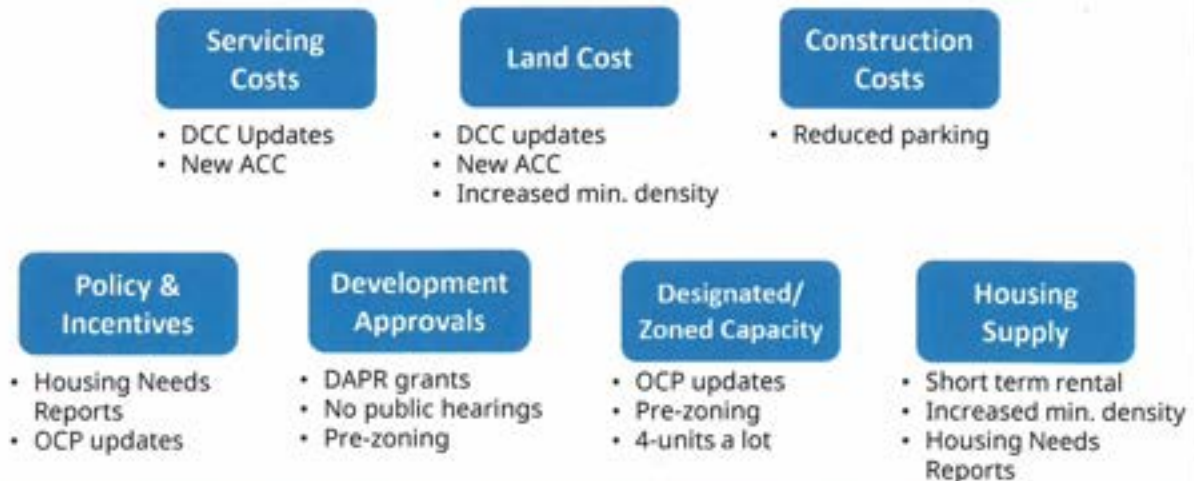 Servicing
Costs
• DCC Updates
• New ACC
Land Cost
• DCC updates
• New ACC
• Increased min. density
Construction
Costs
• Reduced parking
Policy &
Incentives
• Housing Needs
Reports
• OCP updates
Development
Approvals
• DAPR grants
• No public hearings
• Pre-zoning
Designated/
Zoned Capacity
• OCP updates
• Pre-zoning
• 4-units a lot
Housing
Supply
• Short term rental
• Increased min. density
• Housing Needs
Reports